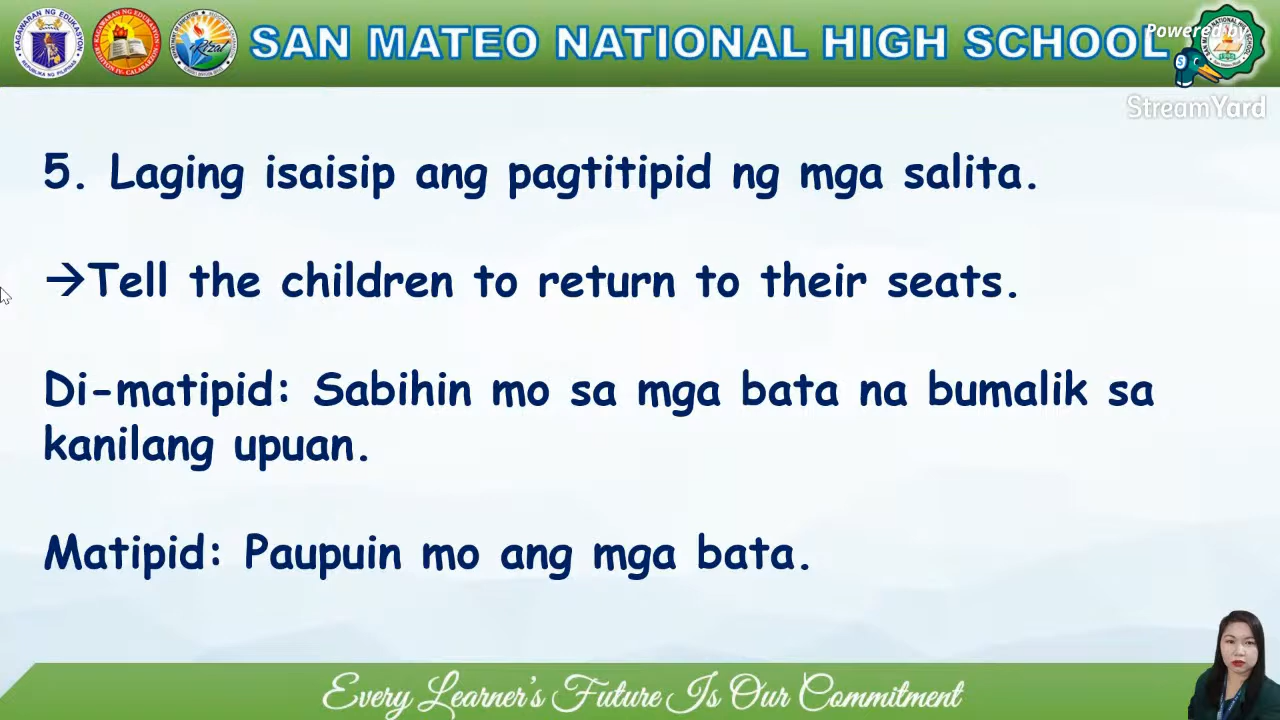 SAN MATEO NATIONAL HIGH SCHOOL
Powered by
StreamYard
5. Laging isaisip ang pagtitipid ng mga salita.
→Tell the children to return to their seats.
Di-matipid: Sabihin mo sa mga bata na bumalik sa
kanilang upuan.
Matipid: Paupuin mo ang mga bata.
Every Learner's Future Is Our Commitment